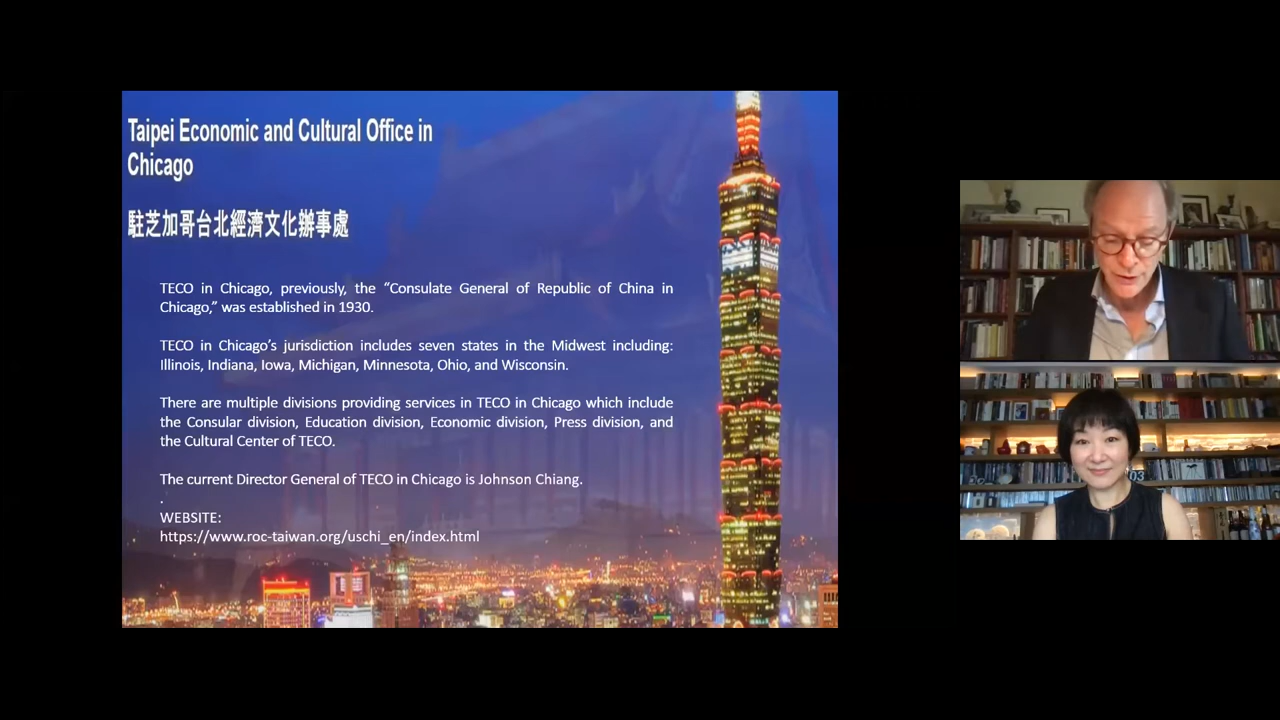 Taipei Economic and Cultural Office in
Chicago
駐芝加哥台北經濟文化辦事處
TECO in Chicago, previously, the “Consulate General of Republic of China in
Chicago,” was established in 1930.
TECO in Chicago’s jurisdiction includes seven states in the Midwest including:
Illinois, Indiana, Iowa, Michigan, Minnesota, Ohio, and Wisconsin.
There are multiple divisions providing services in TECO in Chicago which include
the Consular division, Education division, Economic division, Press division, and
the Cultural Center of TECO.
The current Director General of TECO in Chicago is Johnson Chiang.
.
WEBSITE:
https://www.roc-taiwan.org/uschi_en/index.html